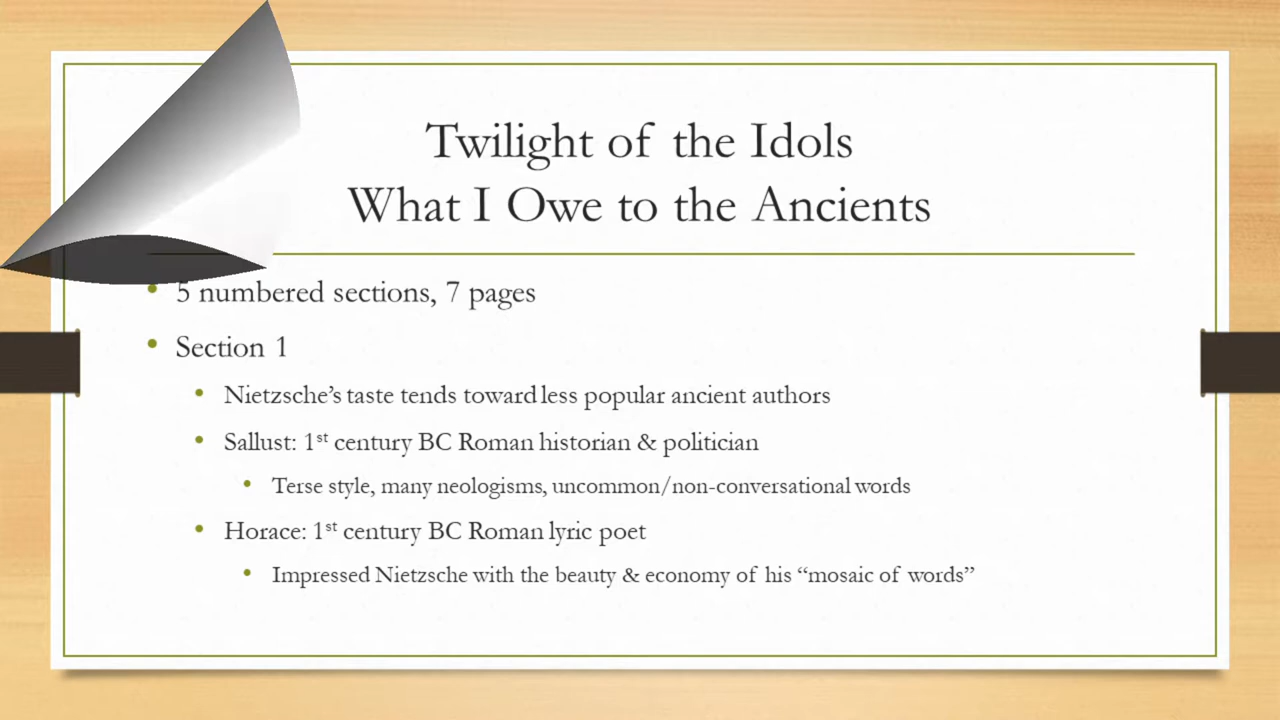 Twilight of the Idols
What I Owe to the Ancients
• 5 numbered sections, 7 pages
• Section 1
• Nietzsche’s taste tends toward less popular ancient authors
• Sallust: 1st century BC Roman historian & politician
• Terse style, many neologisms, uncommon/non-conversational words
• Horace: 1st century BC Roman lyric poet
• Impressed Nietzsche with the beauty & economy of his “mosaic of words”